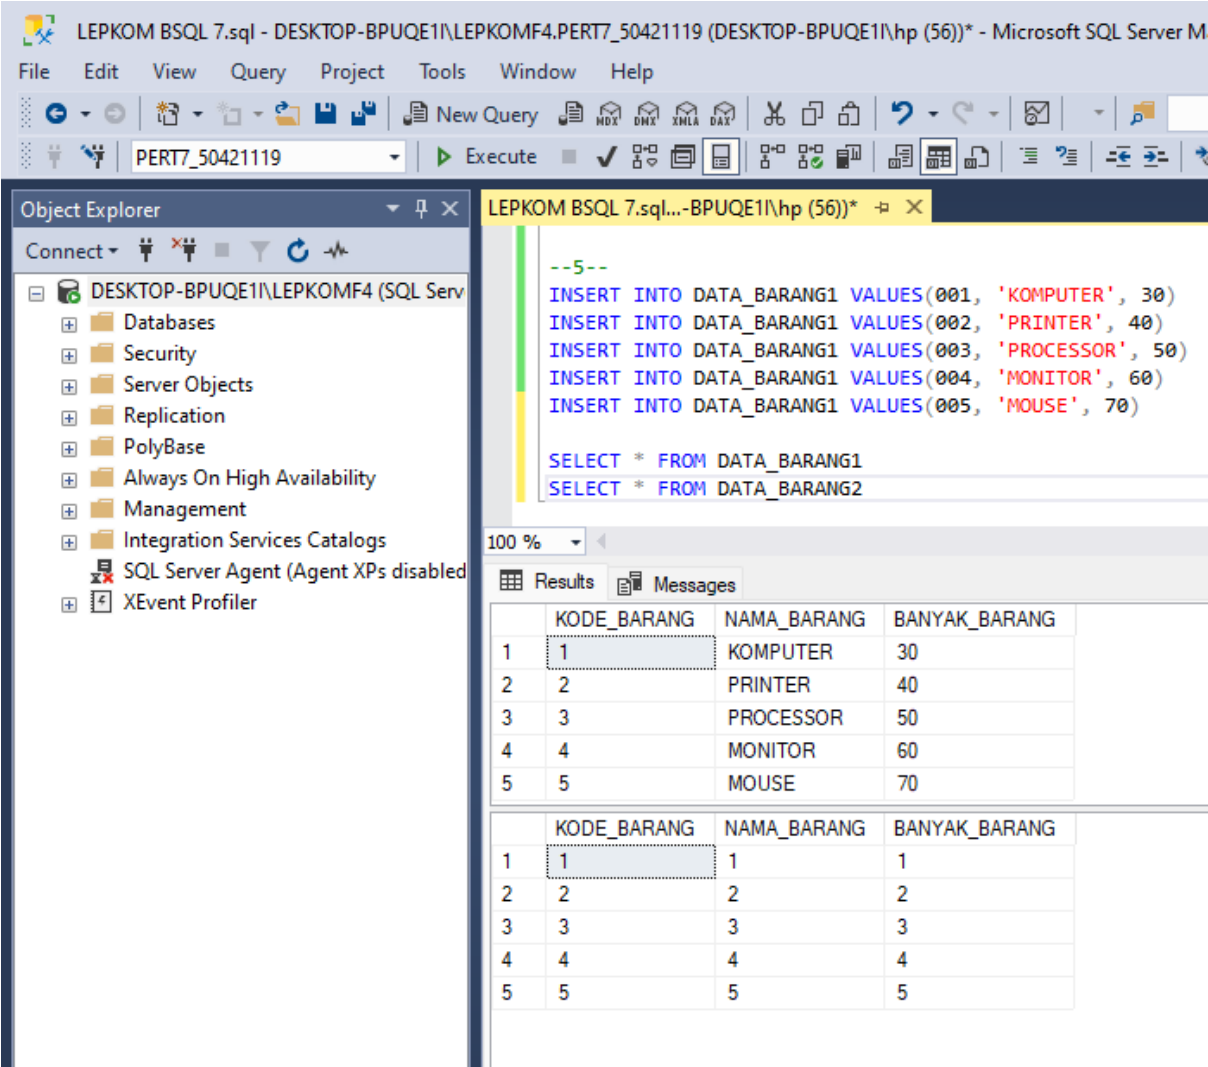 LEPKOM BSQL 7.sql - DESKTOP-BPUQE1I\LEPKOMF4.PERT7_50421119 (DESKTOP-BPUQE1I\hp (56))* - Microsoft SQL Server M
File Edit View Query Project Tools Window Help
New Query MDX DMX XMLA DAX
PERT7_50421119 Execute
Object Explorer
LEPKOM BSQL 7.sql...-BPUQE1I\hp (56))*
Connect
DESKTOP-BPUQE1I\LEPKOMF4 (SQL Serv
Databases
Security
Server Objects
Replication
PolyBase
Always On High Availability
Management
Integration Services Catalogs
SQL Server Agent (Agent XPs disabled
XEvent Profiler
--5--
INSERT INTO DATA_BARANG1 VALUES(001, 'KOMPUTER', 30)
INSERT INTO DATA_BARANG1 VALUES(002, 'PRINTER', 40)
INSERT INTO DATA_BARANG1 VALUES(003, 'PROCESSOR', 50)
INSERT INTO DATA_BARANG1 VALUES(004, 'MONITOR', 60)
INSERT INTO DATA_BARANG1 VALUES(005, 'MOUSE', 70)
SELECT * FROM DATA_BARANG1
SELECT * FROM DATA_BARANG2
100 %
Results Messages
KODE_BARANG NAMA_BARANG BANYAK_BARANG
1 1 KOMPUTER 30
2 2 PRINTER 40
3 3 PROCESSOR 50
4 4 MONITOR 60
5 5 MOUSE 70
KODE_BARANG NAMA_BARANG BANYAK_BARANG
1 1 1 1
2 2 2 2
3 3 3 3
4 4 4 4
5 5 5 5